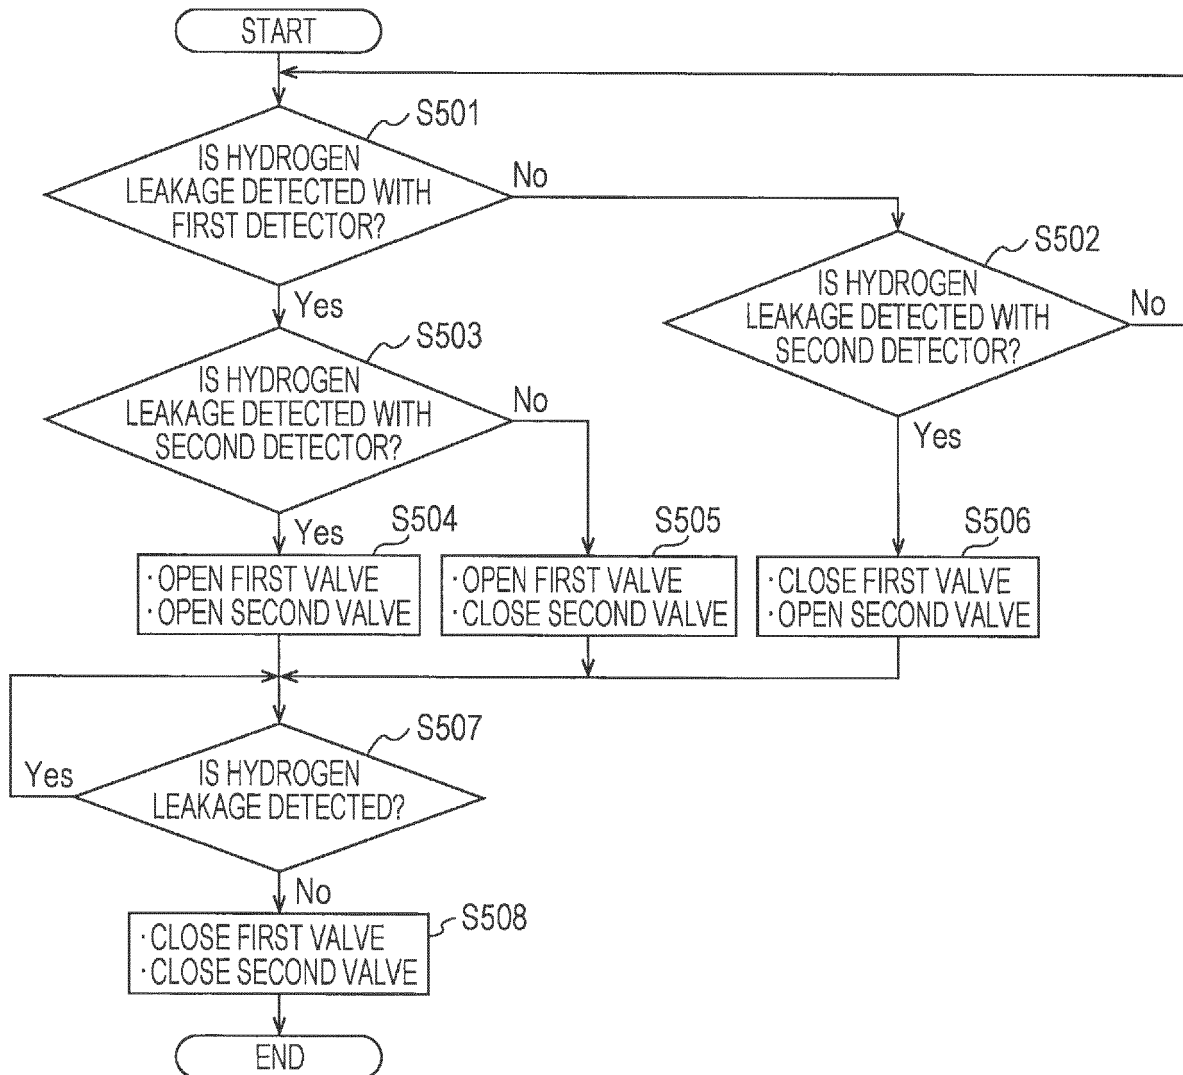 START
S501
IS HYDROGEN
LEAKAGE DETECTED WITH
FIRST DETECTOR?
No
S502
IS HYDROGEN
LEAKAGE DETECTED WITH
SECOND DETECTOR?
No
Yes
Yes
S503
IS HYDROGEN
LEAKAGE DETECTED WITH
SECOND DETECTOR?
No
Yes
S504
·OPEN FIRST VALVE
·OPEN SECOND VALVE
S505
·OPEN FIRST VALVE
·CLOSE SECOND VALVE
S506
·CLOSE FIRST VALVE
·OPEN SECOND VALVE
S507
IS HYDROGEN
LEAKAGE DETECTED?
Yes
No
S508
·CLOSE FIRST VALVE
·CLOSE SECOND VALVE
END